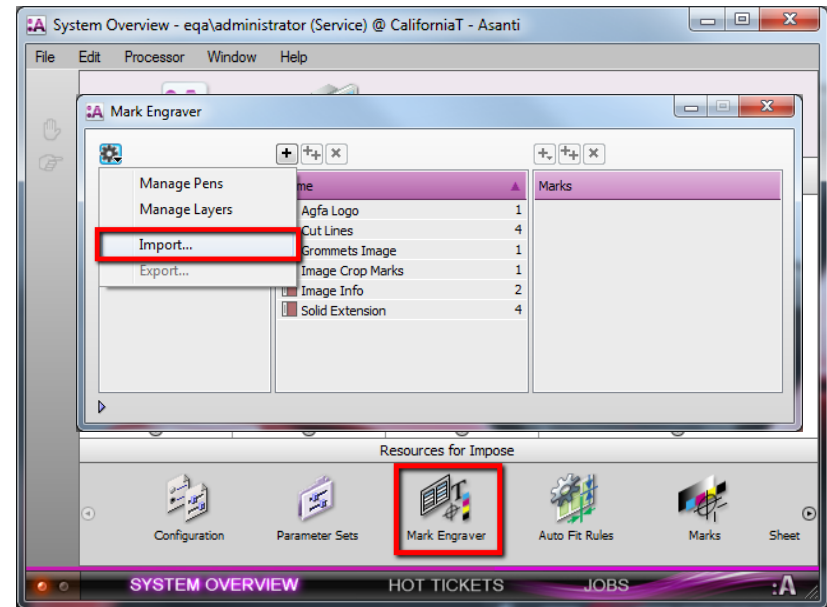 :A System Overview - eqa\administrator (Service) @ CaliforniaT - Asanti
File Edit Processor Window Help
:A Mark Engraver
Manage Pens
Manage Layers
Import...
Export...
me
Marks
Agfa Logo 1
Cut Lines 4
Grommets Image 1
Image Crop Marks 1
Image Info 2
Solid Extension 4
Resources for Impose
Configuration
Parameter Sets
Mark Engraver
Auto Fit Rules
Marks
Sheet
SYSTEM OVERVIEW HOT TICKETS JOBS :A